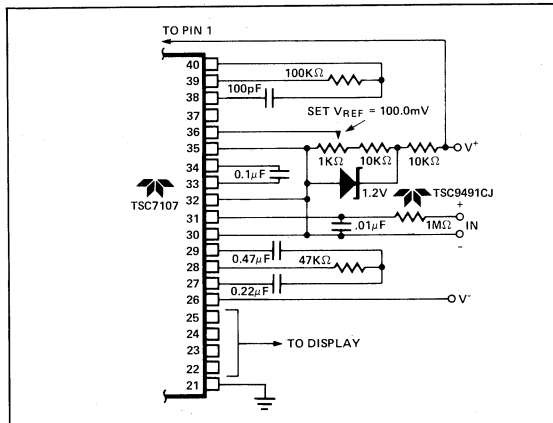 TO PIN 1
40
39
38
37
36
35
34
33
32
31
30
29
28
27
26
25
24
23
22
21
100KΩ
100pF
SET VREF = 100.0mV
1KΩ
10KΩ
10KΩ
V+
0.1μF
1.2V
TSC9491CJ
TSC7107
+
.01μF
1MΩ
IN
−
0.47μF
47KΩ
0.22μF
V−
TO DISPLAY